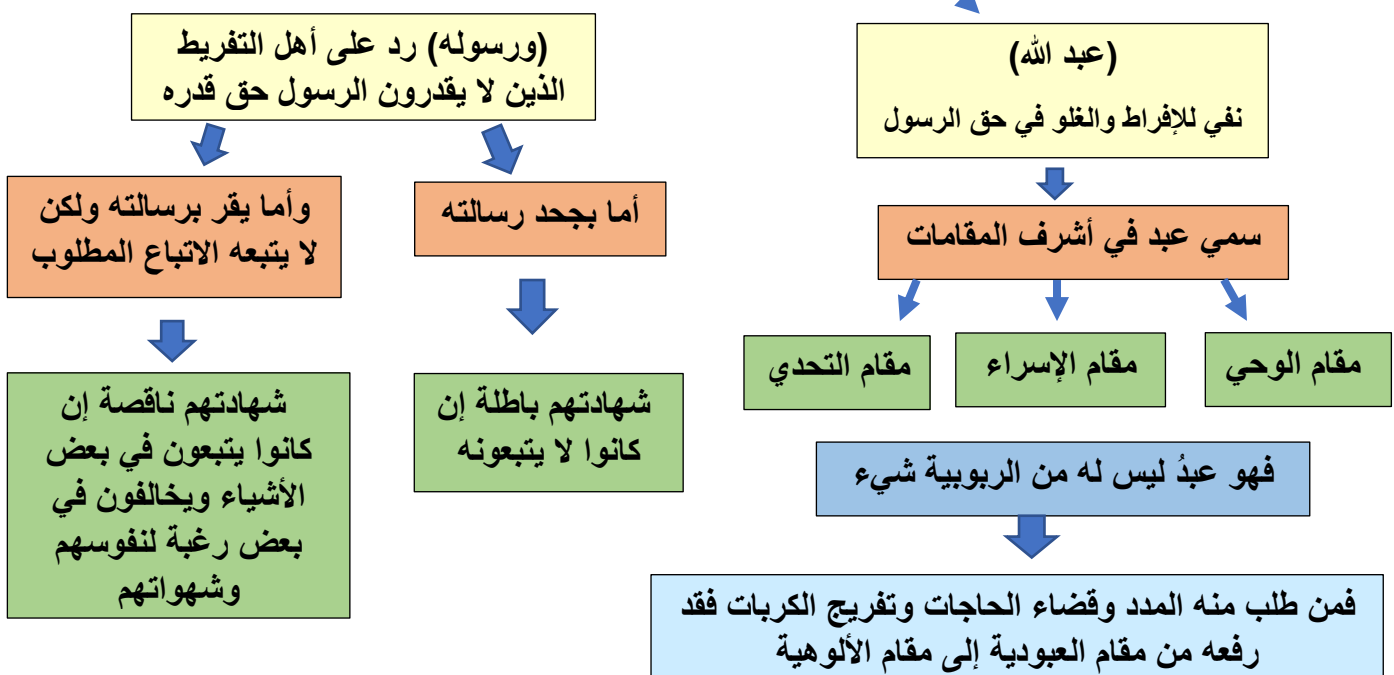 (عبد الله)
نفي للإفراط والغلو في حق الرسول
سمي عبد في أشرف المقامات
مقام الوحي
مقام الإسراء
مقام التحدي
فهو عبدُ ليس له من الربوبية شيء
فمن طلب منه المدد وقضاء الحاجات وتفريج الكربات فقد
رفعه من مقام العبودية إلى مقام الألوهية
(ورسوله) رد على أهل التفريط
الذين لا يقدرون الرسول حق قدره
أما بجحد رسالته
وأما يقر برسالته ولكن
لا يتبعه الاتباع المطلوب
شهادتهم باطلة إن
كانوا لا يتبعونه
شهادتهم ناقصة إن
كانوا يتبعون في بعض
الأشياء ويخالفون في
بعض رغبة لنفوسهم
وشهواتهم